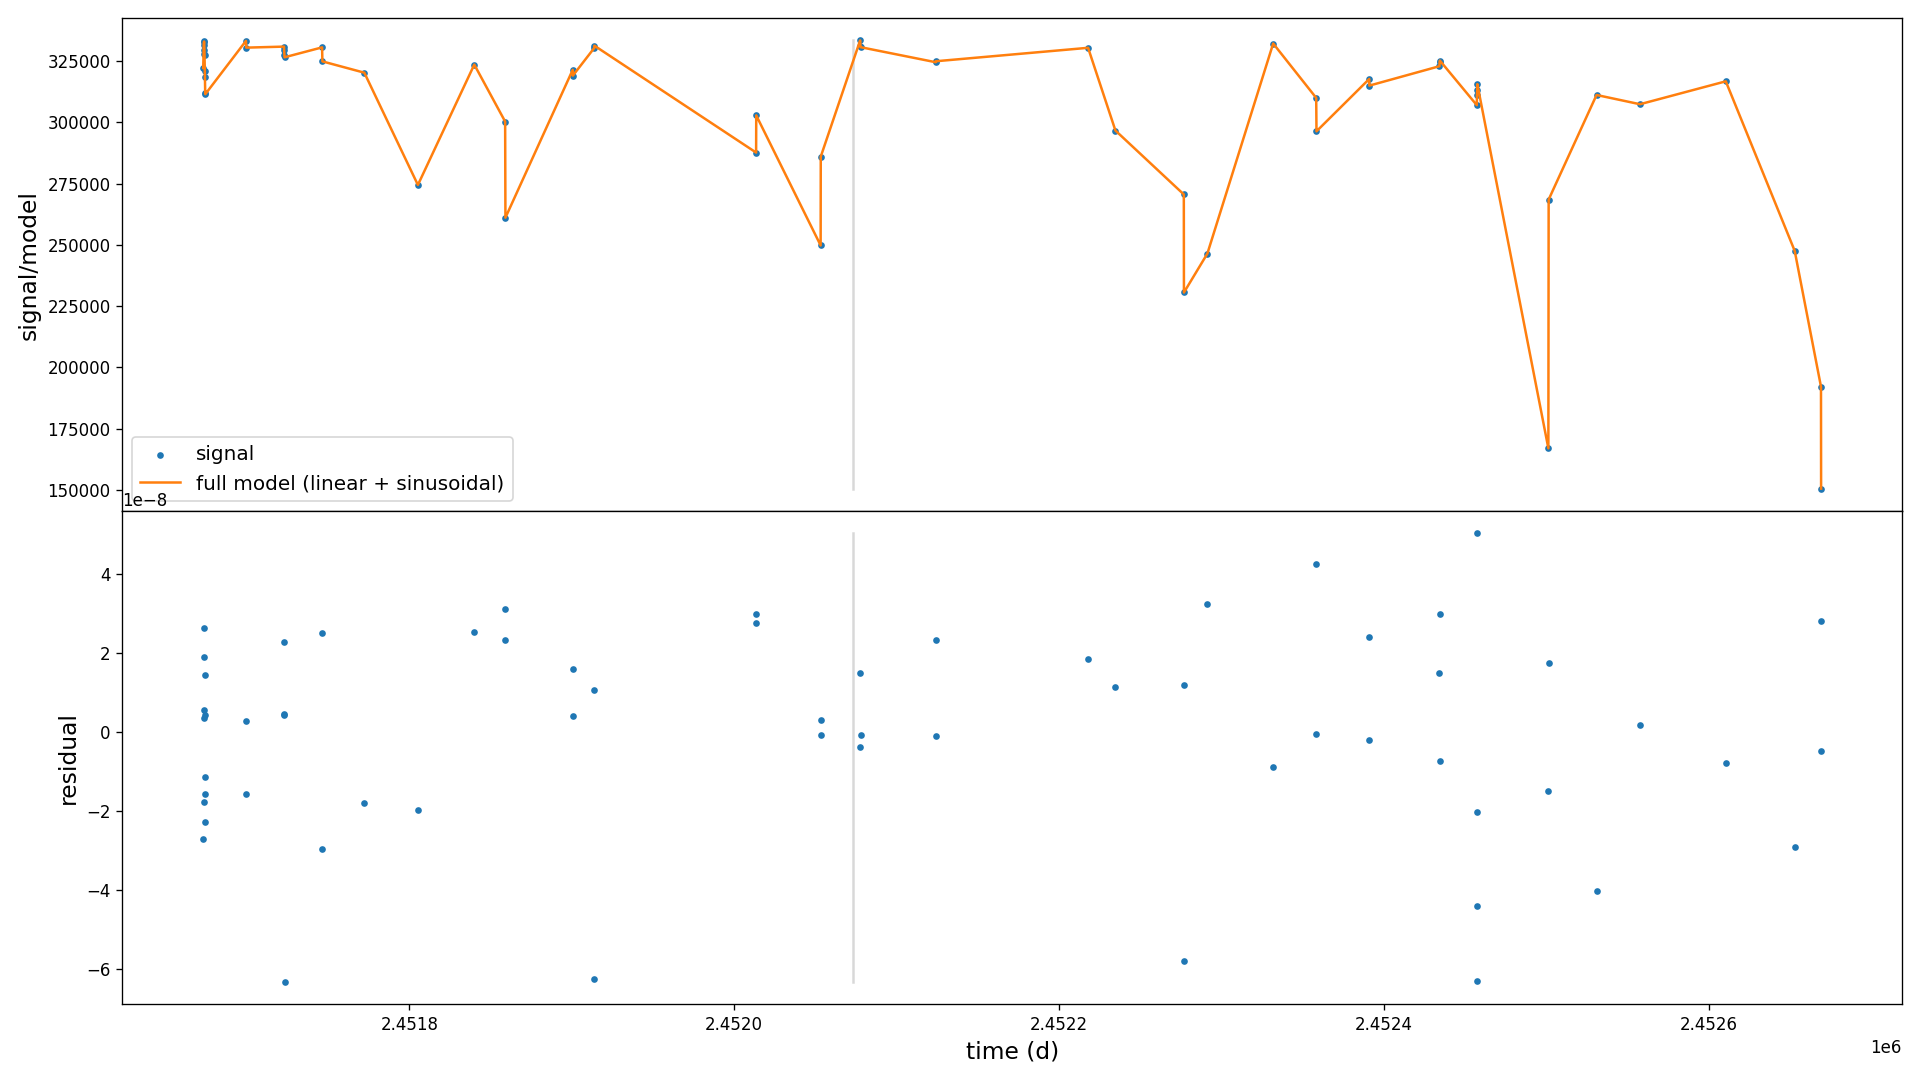 325000
300000
275000
250000
225000
200000
175000
150000
signal/model
signal
full model (linear + sinusoidal)
1e−8
4
2
0
−2
−4
−6
residual
2.4518
2.4520
2.4522
2.4524
2.4526
time (d)
1e6